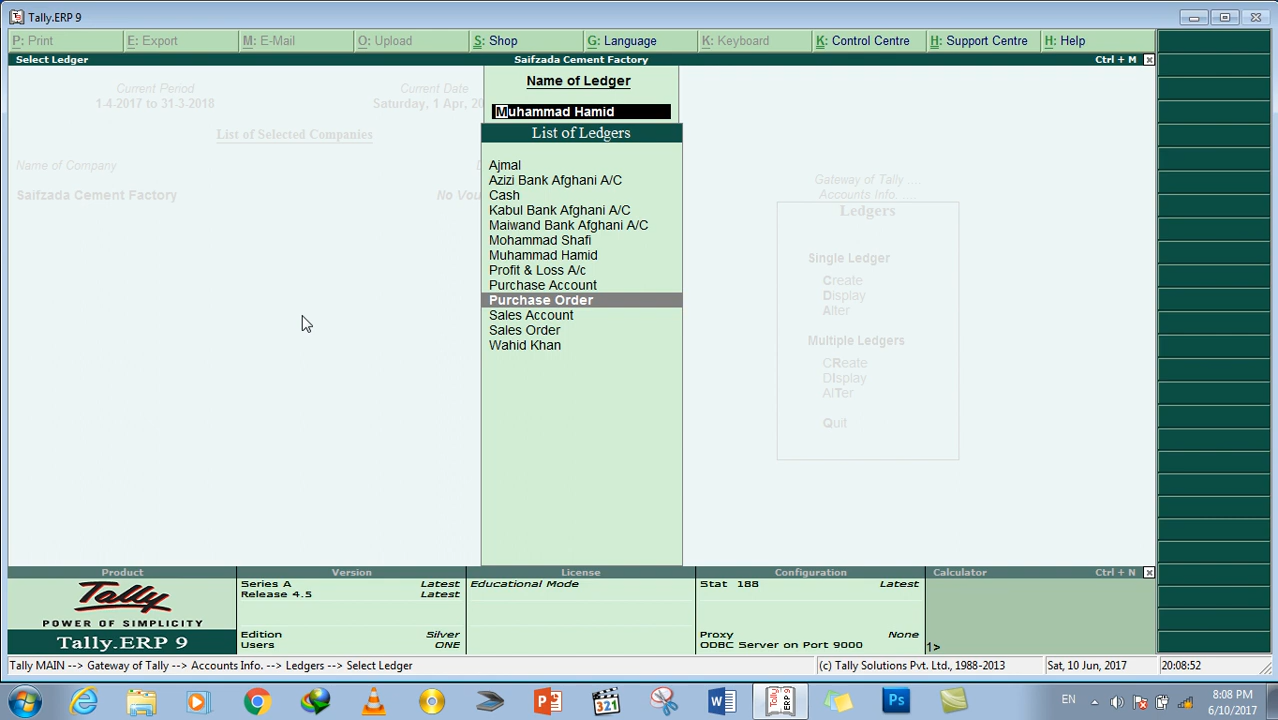 Tally.ERP 9
P: Print E: Export M: E-Mail O: Upload S: Shop G: Language K: Keyboard K: Control Centre H: Support Centre H: Help
Select Ledger Saifzada Cement Factory Ctrl + M
Current Period
1-4-2017 to 31-3-2018
Current Date
Saturday, 1 Apr, 20
List of Selected Companies
Name of Company
Saifzada Cement Factory
No Vou
Name of Ledger
Muhammad Hamid
List of Ledgers
Ajmal
Azizi Bank Afghani A/C
Cash
Kabul Bank Afghani A/C
Maiwand Bank Afghani A/C
Mohammad Shafi
Muhammad Hamid
Profit & Loss A/c
Purchase Account
Purchase Order
Sales Account
Sales Order
Wahid Khan
Gateway of Tally ....
Accounts Info. ......
Ledgers
Single Ledger
Create
Display
Alter
Multiple Ledgers
CReate
DIsplay
AlTer
Quit
Product
Tally
POWER OF SIMPLICITY
Tally.ERP 9
Version
Series A Latest
Release 4.5 Latest
Edition Silver
Users ONE
License
Educational Mode
Configuration
Stat 188 Latest
Proxy None
ODBC Server on Port 9000
Calculator Ctrl + N
1>
Tally MAIN --> Gateway of Tally --> Accounts Info. --> Ledgers --> Select Ledger (c) Tally Solutions Pvt. Ltd., 1988-2013 Sat, 10 Jun, 2017 20:08:52
321
Tally
ERP 9
Ps
EN
8:08 PM
6/10/2017